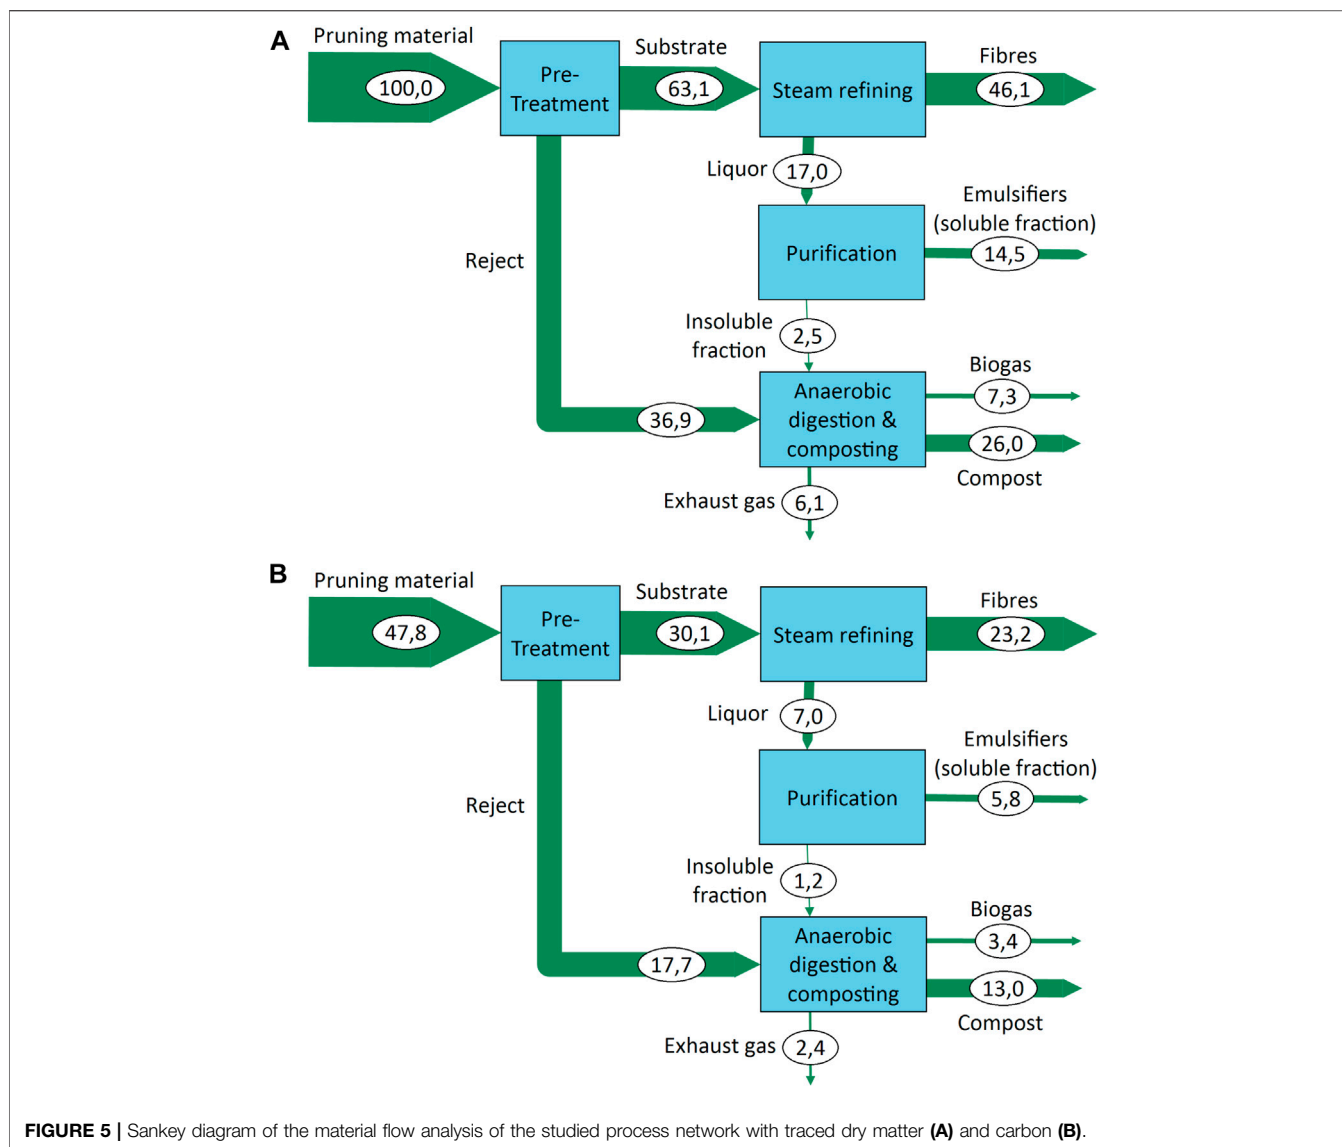 A
Pruning material
100,0
Pre-
Treatment
Substrate
63,1
Steam refining
Fibres
46,1
Liquor
17,0
Purification
Emulsifiers
(soluble fraction)
14,5
Reject
36,9
Insoluble
fraction
2,5
Anaerobic
digestion &
composting
Biogas
7,3
26,0
Compost
Exhaust gas
6,1
B
Pruning material
47,8
Pre-
Treatment
Substrate
30,1
Steam refining
Fibres
23,2
Liquor
7,0
Purification
Emulsifiers
(soluble fraction)
5,8
Reject
17,7
Insoluble
fraction
1,2
Anaerobic
digestion &
composting
Biogas
3,4
13,0
Compost
Exhaust gas
2,4
FIGURE 5 | Sankey diagram of the material flow analysis of the studied process network with traced dry matter (A) and carbon (B).